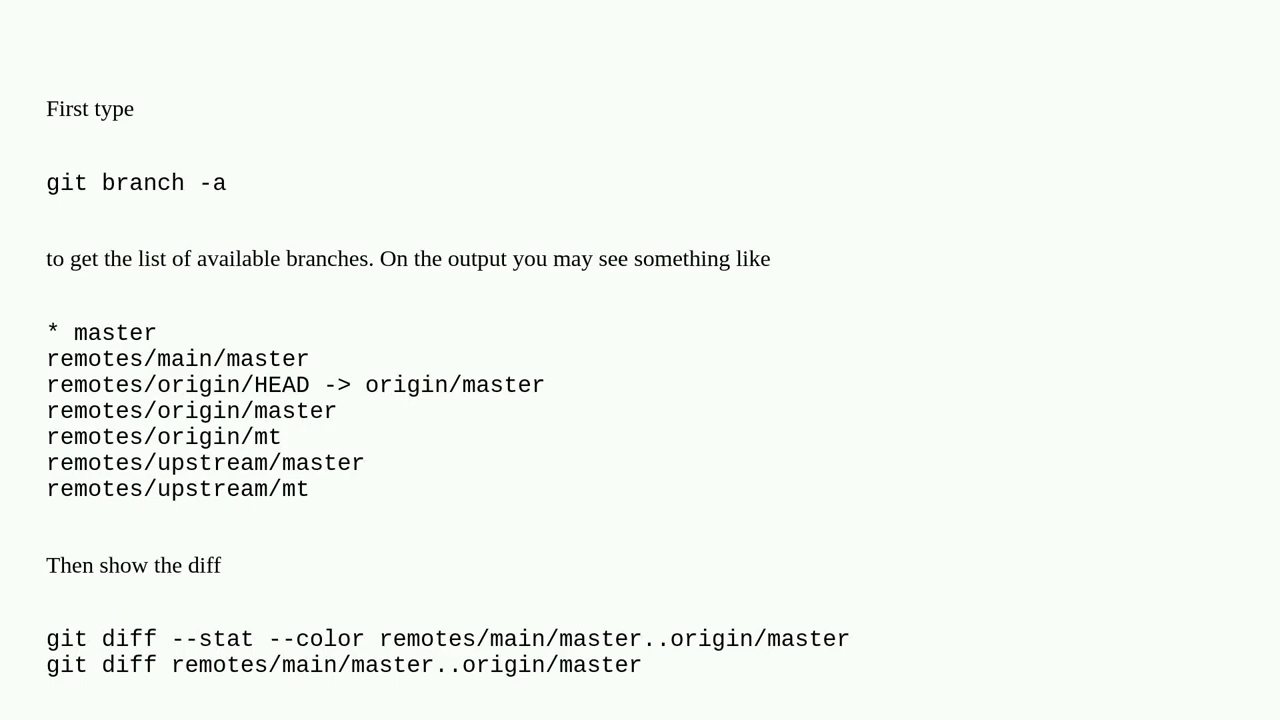 First type
git branch -a
to get the list of available branches. On the output you may see something like
* master
remotes/main/master
remotes/origin/HEAD -> origin/master
remotes/origin/master
remotes/origin/mt
remotes/upstream/master
remotes/upstream/mt
Then show the diff
git diff --stat --color remotes/main/master..origin/master
git diff remotes/main/master..origin/master